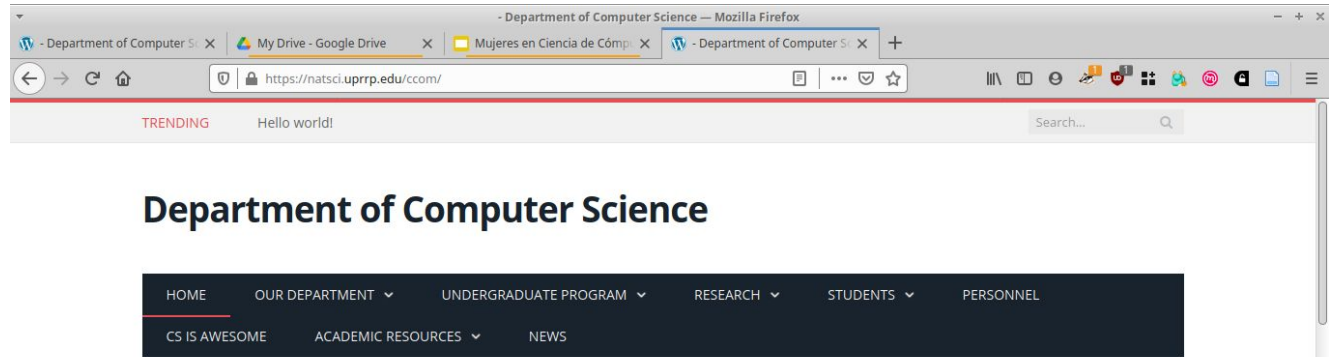 - Department of Computer Science — Mozilla Firefox
- Department of Computer Sc My Drive - Google Drive Mujeres en Ciencia de Cómpu - Department of Computer Sc
https://natsci.uprrp.edu/ccom/
TRENDING Hello world! Search...
Department of Computer Science
HOME OUR DEPARTMENT UNDERGRADUATE PROGRAM RESEARCH STUDENTS PERSONNEL
CS IS AWESOME ACADEMIC RESOURCES NEWS